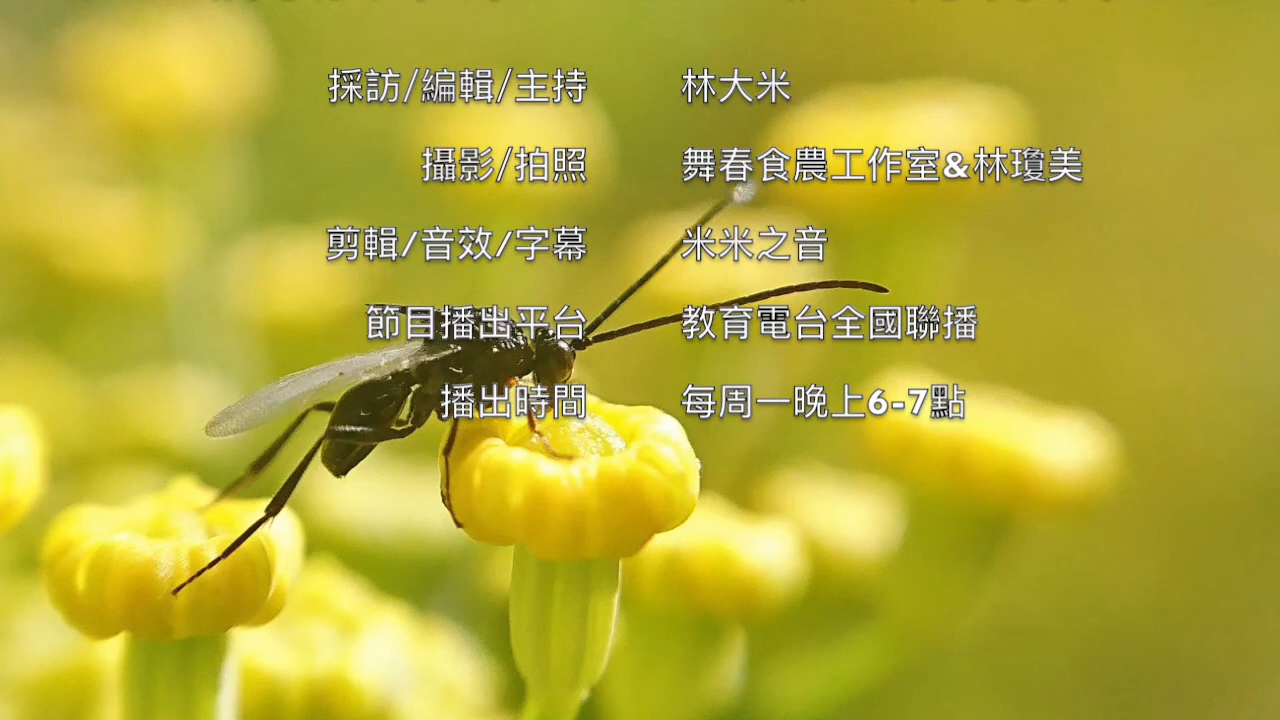 採訪/編輯/主持 林大米
攝影/拍照 舞春食農工作室&林瓊美
剪輯/音效/字幕 米米之音
節目播出平台 教育電台全國聯播
播出時間 每周一晚上6-7點